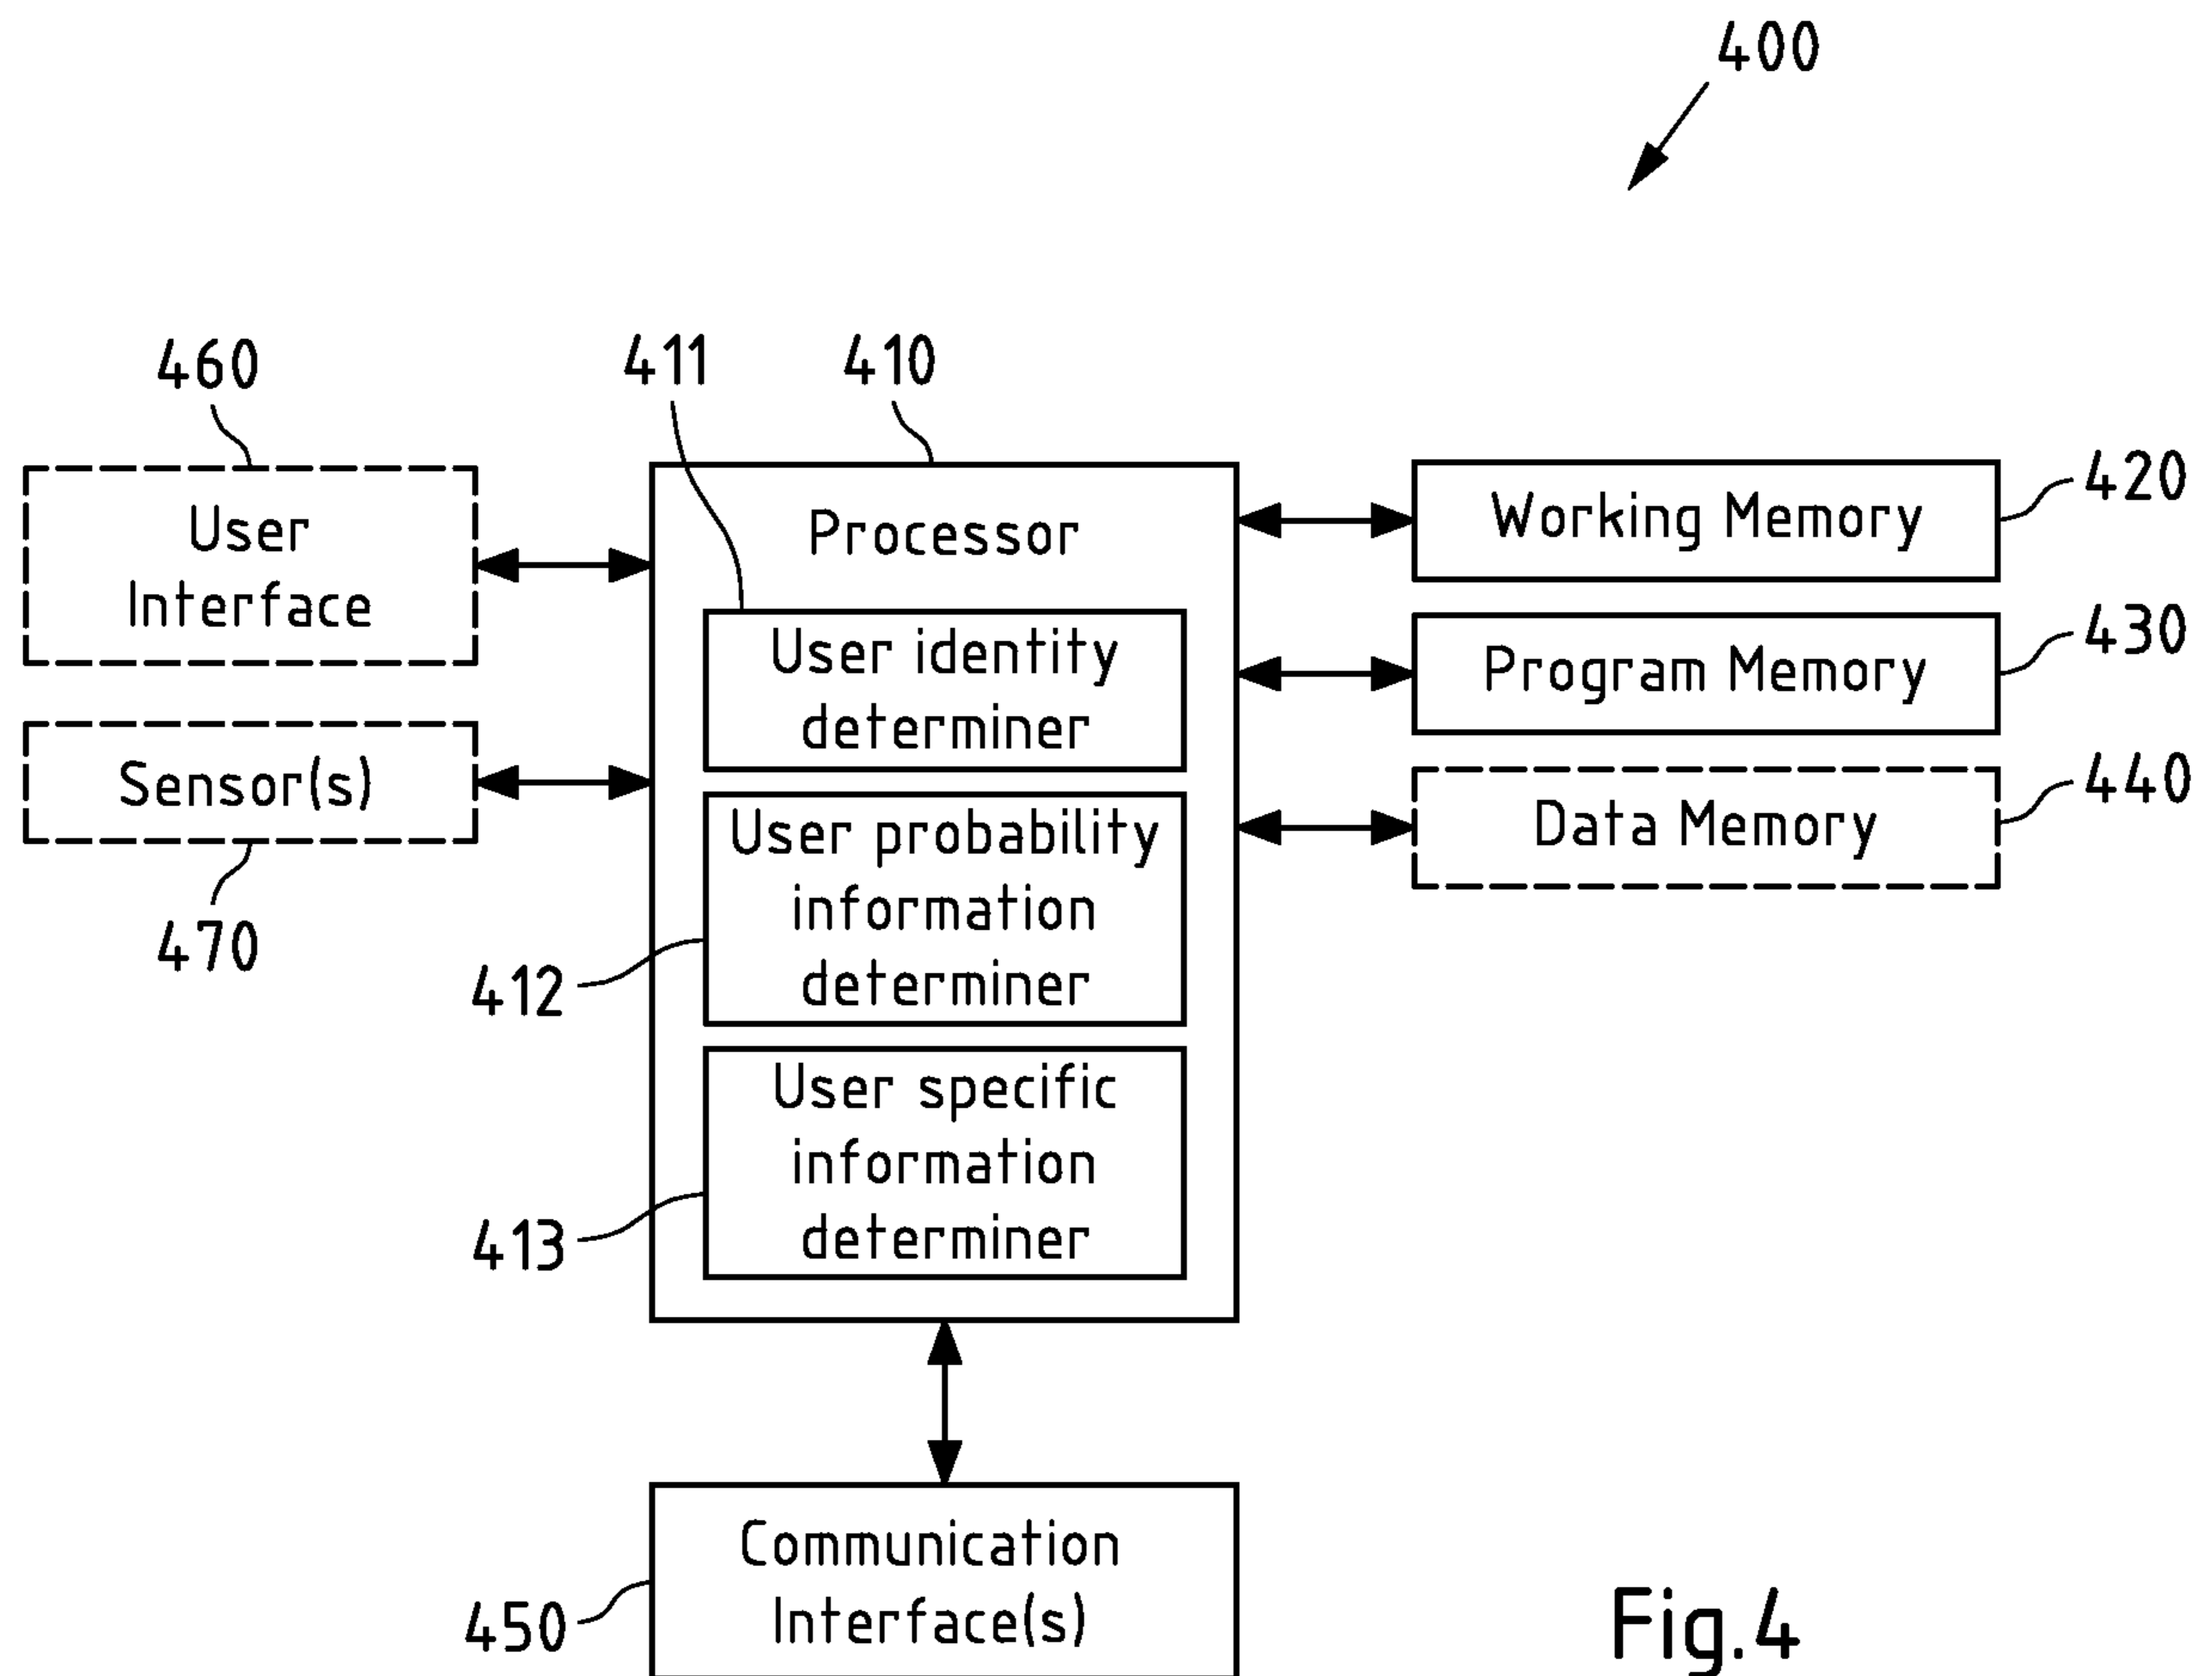 400
460
411
410
User
Interface
Processor
Working Memory
420
User identity
determiner
Program Memory
430
Sensor(s)
470
User probability
information
determiner
412
Data Memory
440
User specific
information
determiner
413
Communication
Interface(s)
450
Fig.4